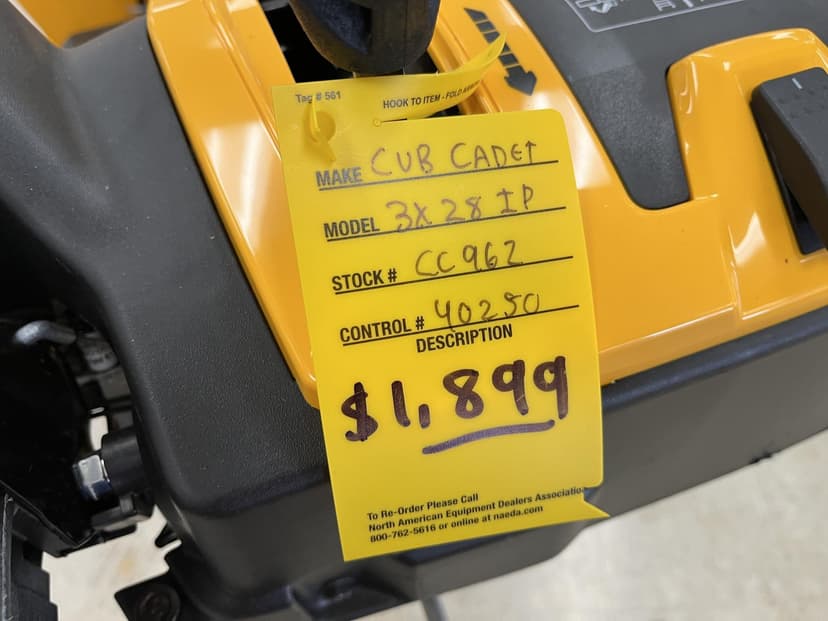 Tag # 561
HOOK TO ITEM - FOLD
MAKE CUB CADET
MODEL 3X 28 IP
STOCK # CC962
CONTROL # 40250
DESCRIPTION
$1,899
To Re-Order Please Call
North American Equipment Dealers Association
800-762-5616 or online at naeda.com